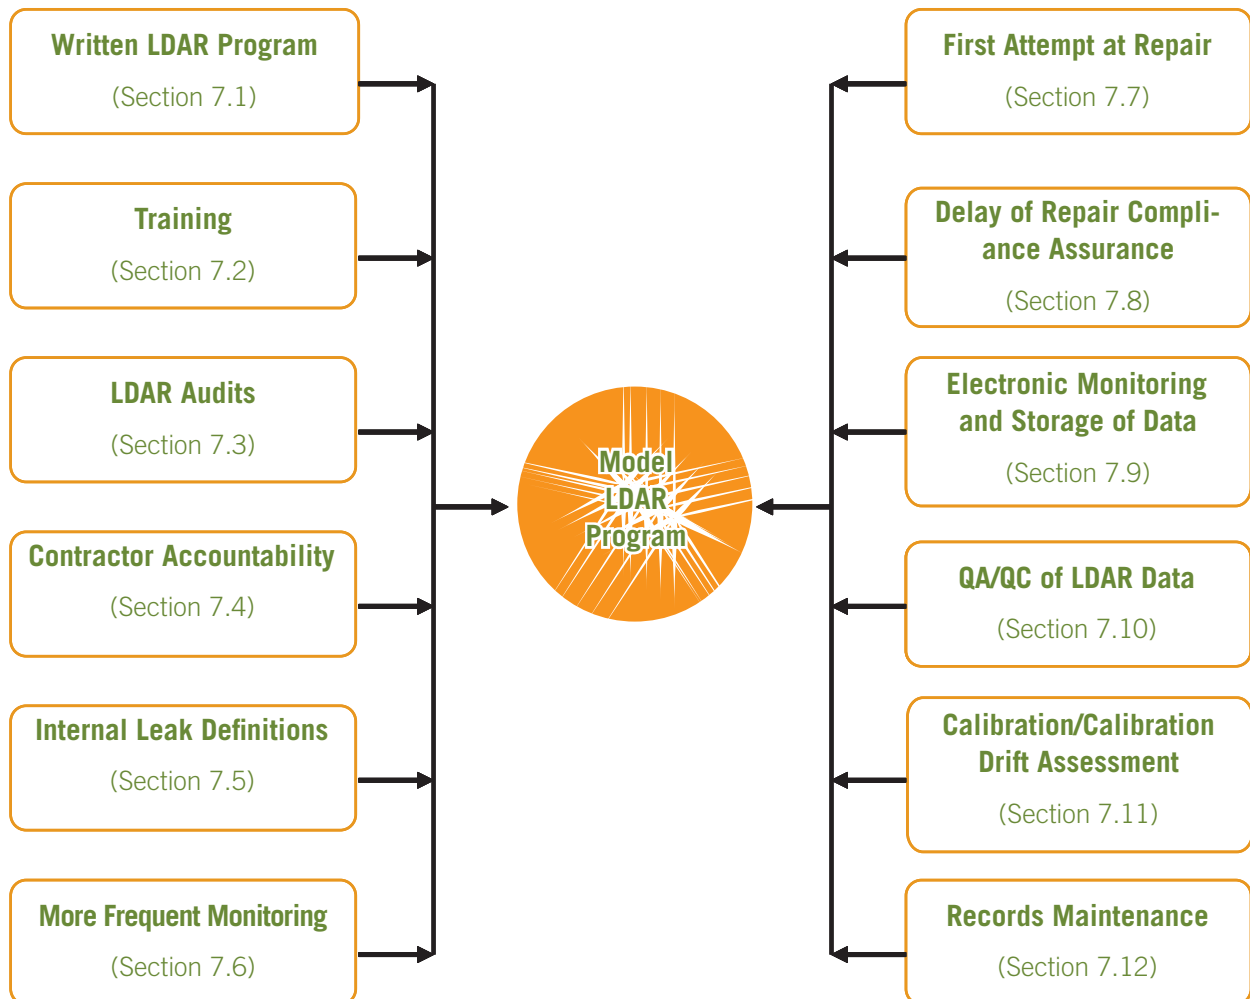 Written LDAR Program
(Section 7.1)
Training
(Section 7.2)
LDAR Audits
(Section 7.3)
Contractor Accountability
(Section 7.4)
Internal Leak Definitions
(Section 7.5)
More Frequent Monitoring
(Section 7.6)
Model
LDAR
Program
First Attempt at Repair
(Section 7.7)
Delay of Repair Compli-
ance Assurance
(Section 7.8)
Electronic Monitoring
and Storage of Data
(Section 7.9)
QA/QC of LDAR Data
(Section 7.10)
Calibration/Calibration
Drift Assessment
(Section 7.11)
Records Maintenance
(Section 7.12)